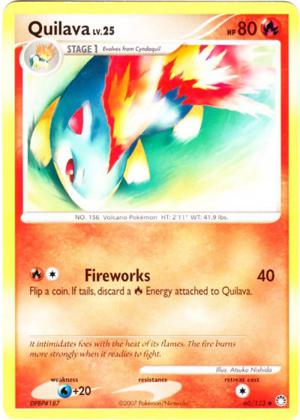 Quilava LV.25 HP 80
STAGE 1 Evolves from Cyndaquil
NO. 156 Volcano Pokémon HT: 2'11" WT: 41.9 lbs.
Fireworks 40
Flip a coin. If tails, discard a Energy attached to Quilava.
It intimidates foes with the heat of its flames. The fire burns more strongly when it readies to fight.
Illus. Atsuko Nishida
weakness resistance retreat cost
+20
DPBP#187 ©2007 Pokémon/Nintendo 60/123